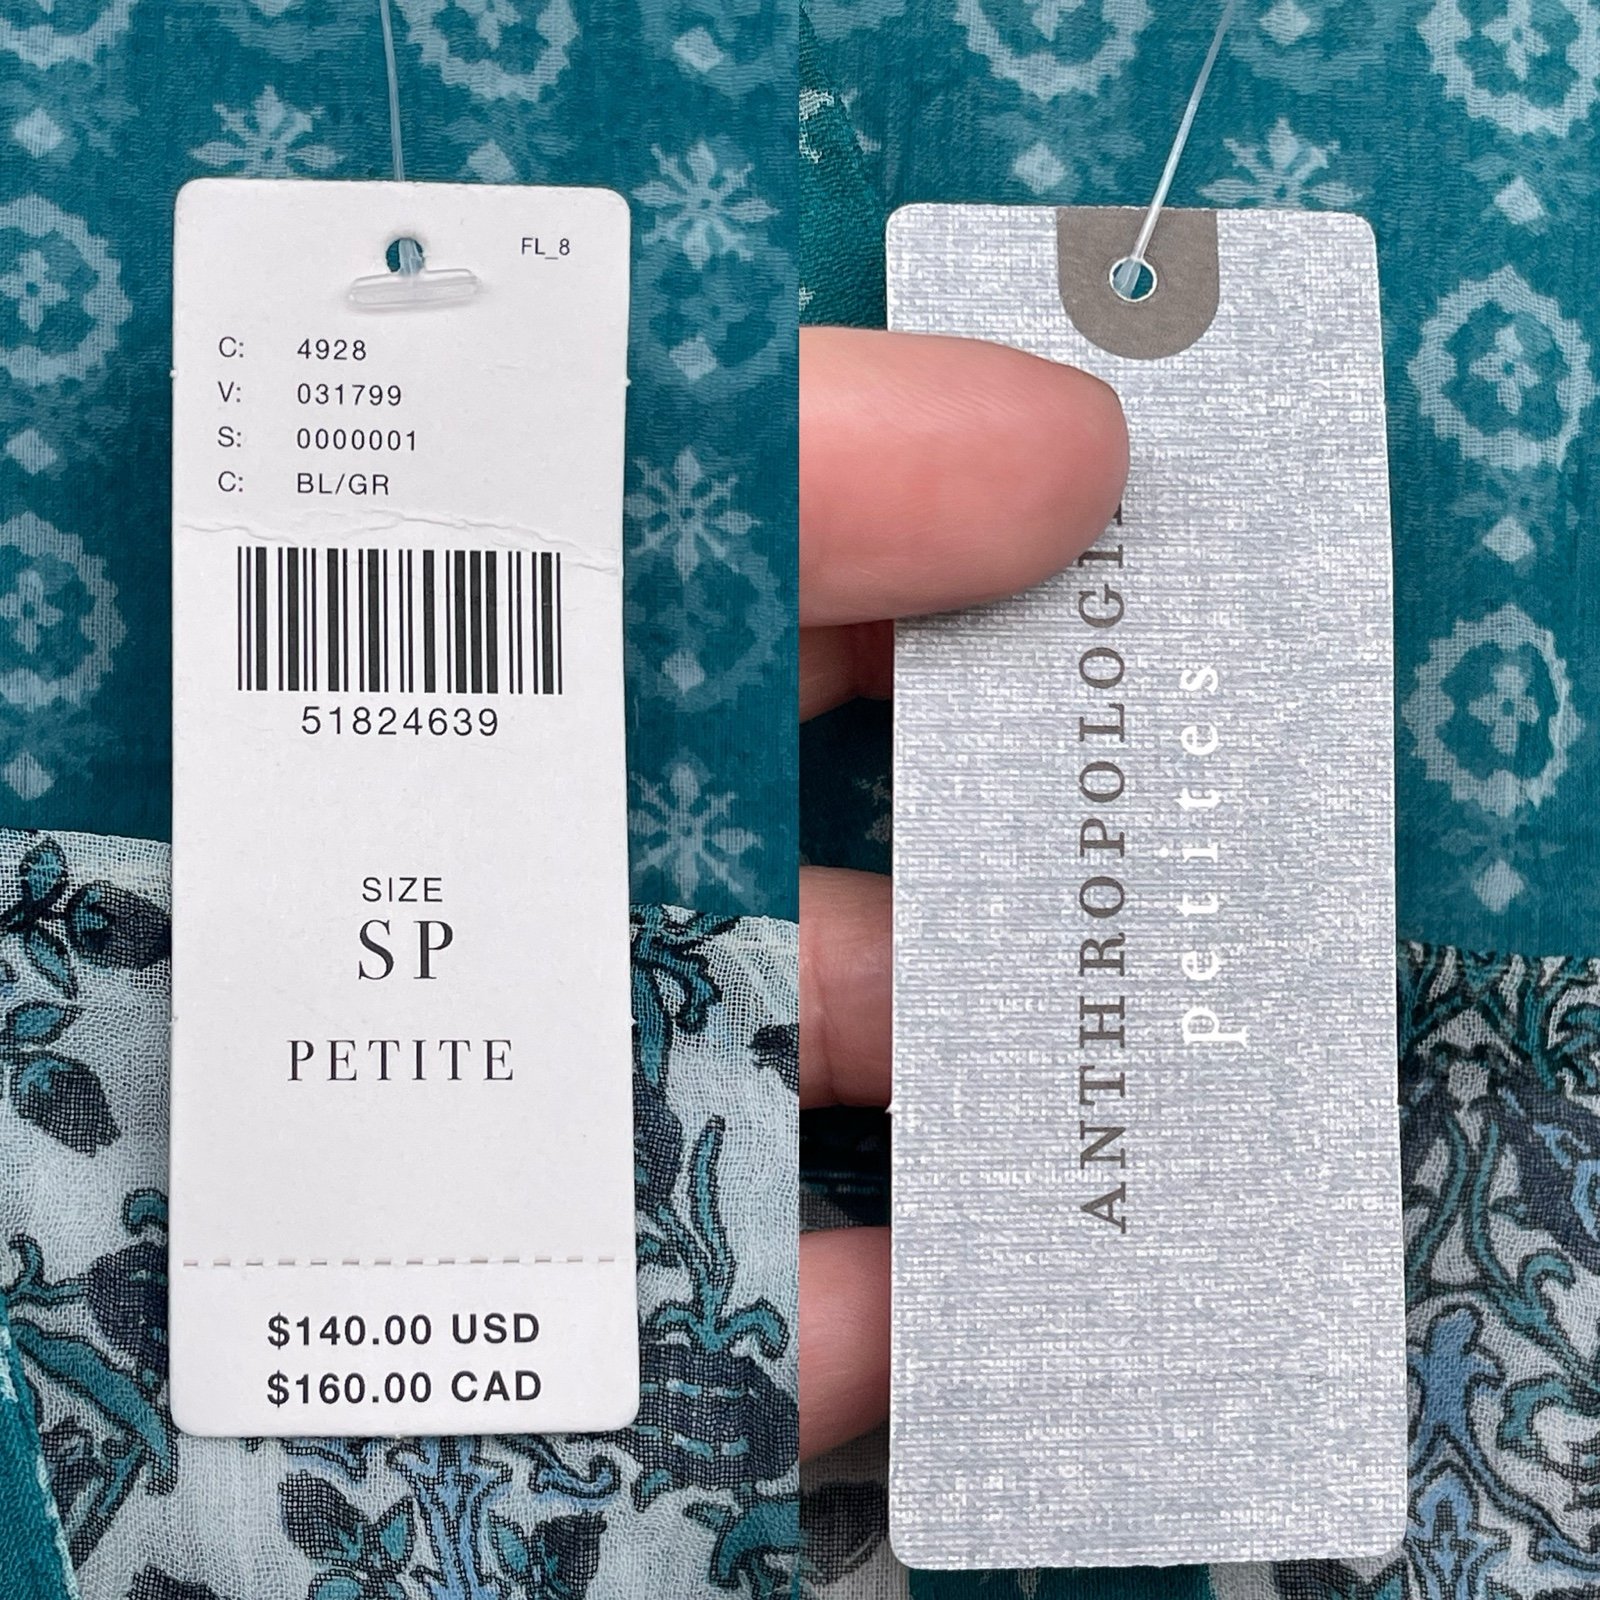 FL_8
C: 4928
V: 031799
S: 0000001
C: BL/GR
51824639
SIZE
SP
PETITE
$140.00 USD
$160.00 CAD
petites